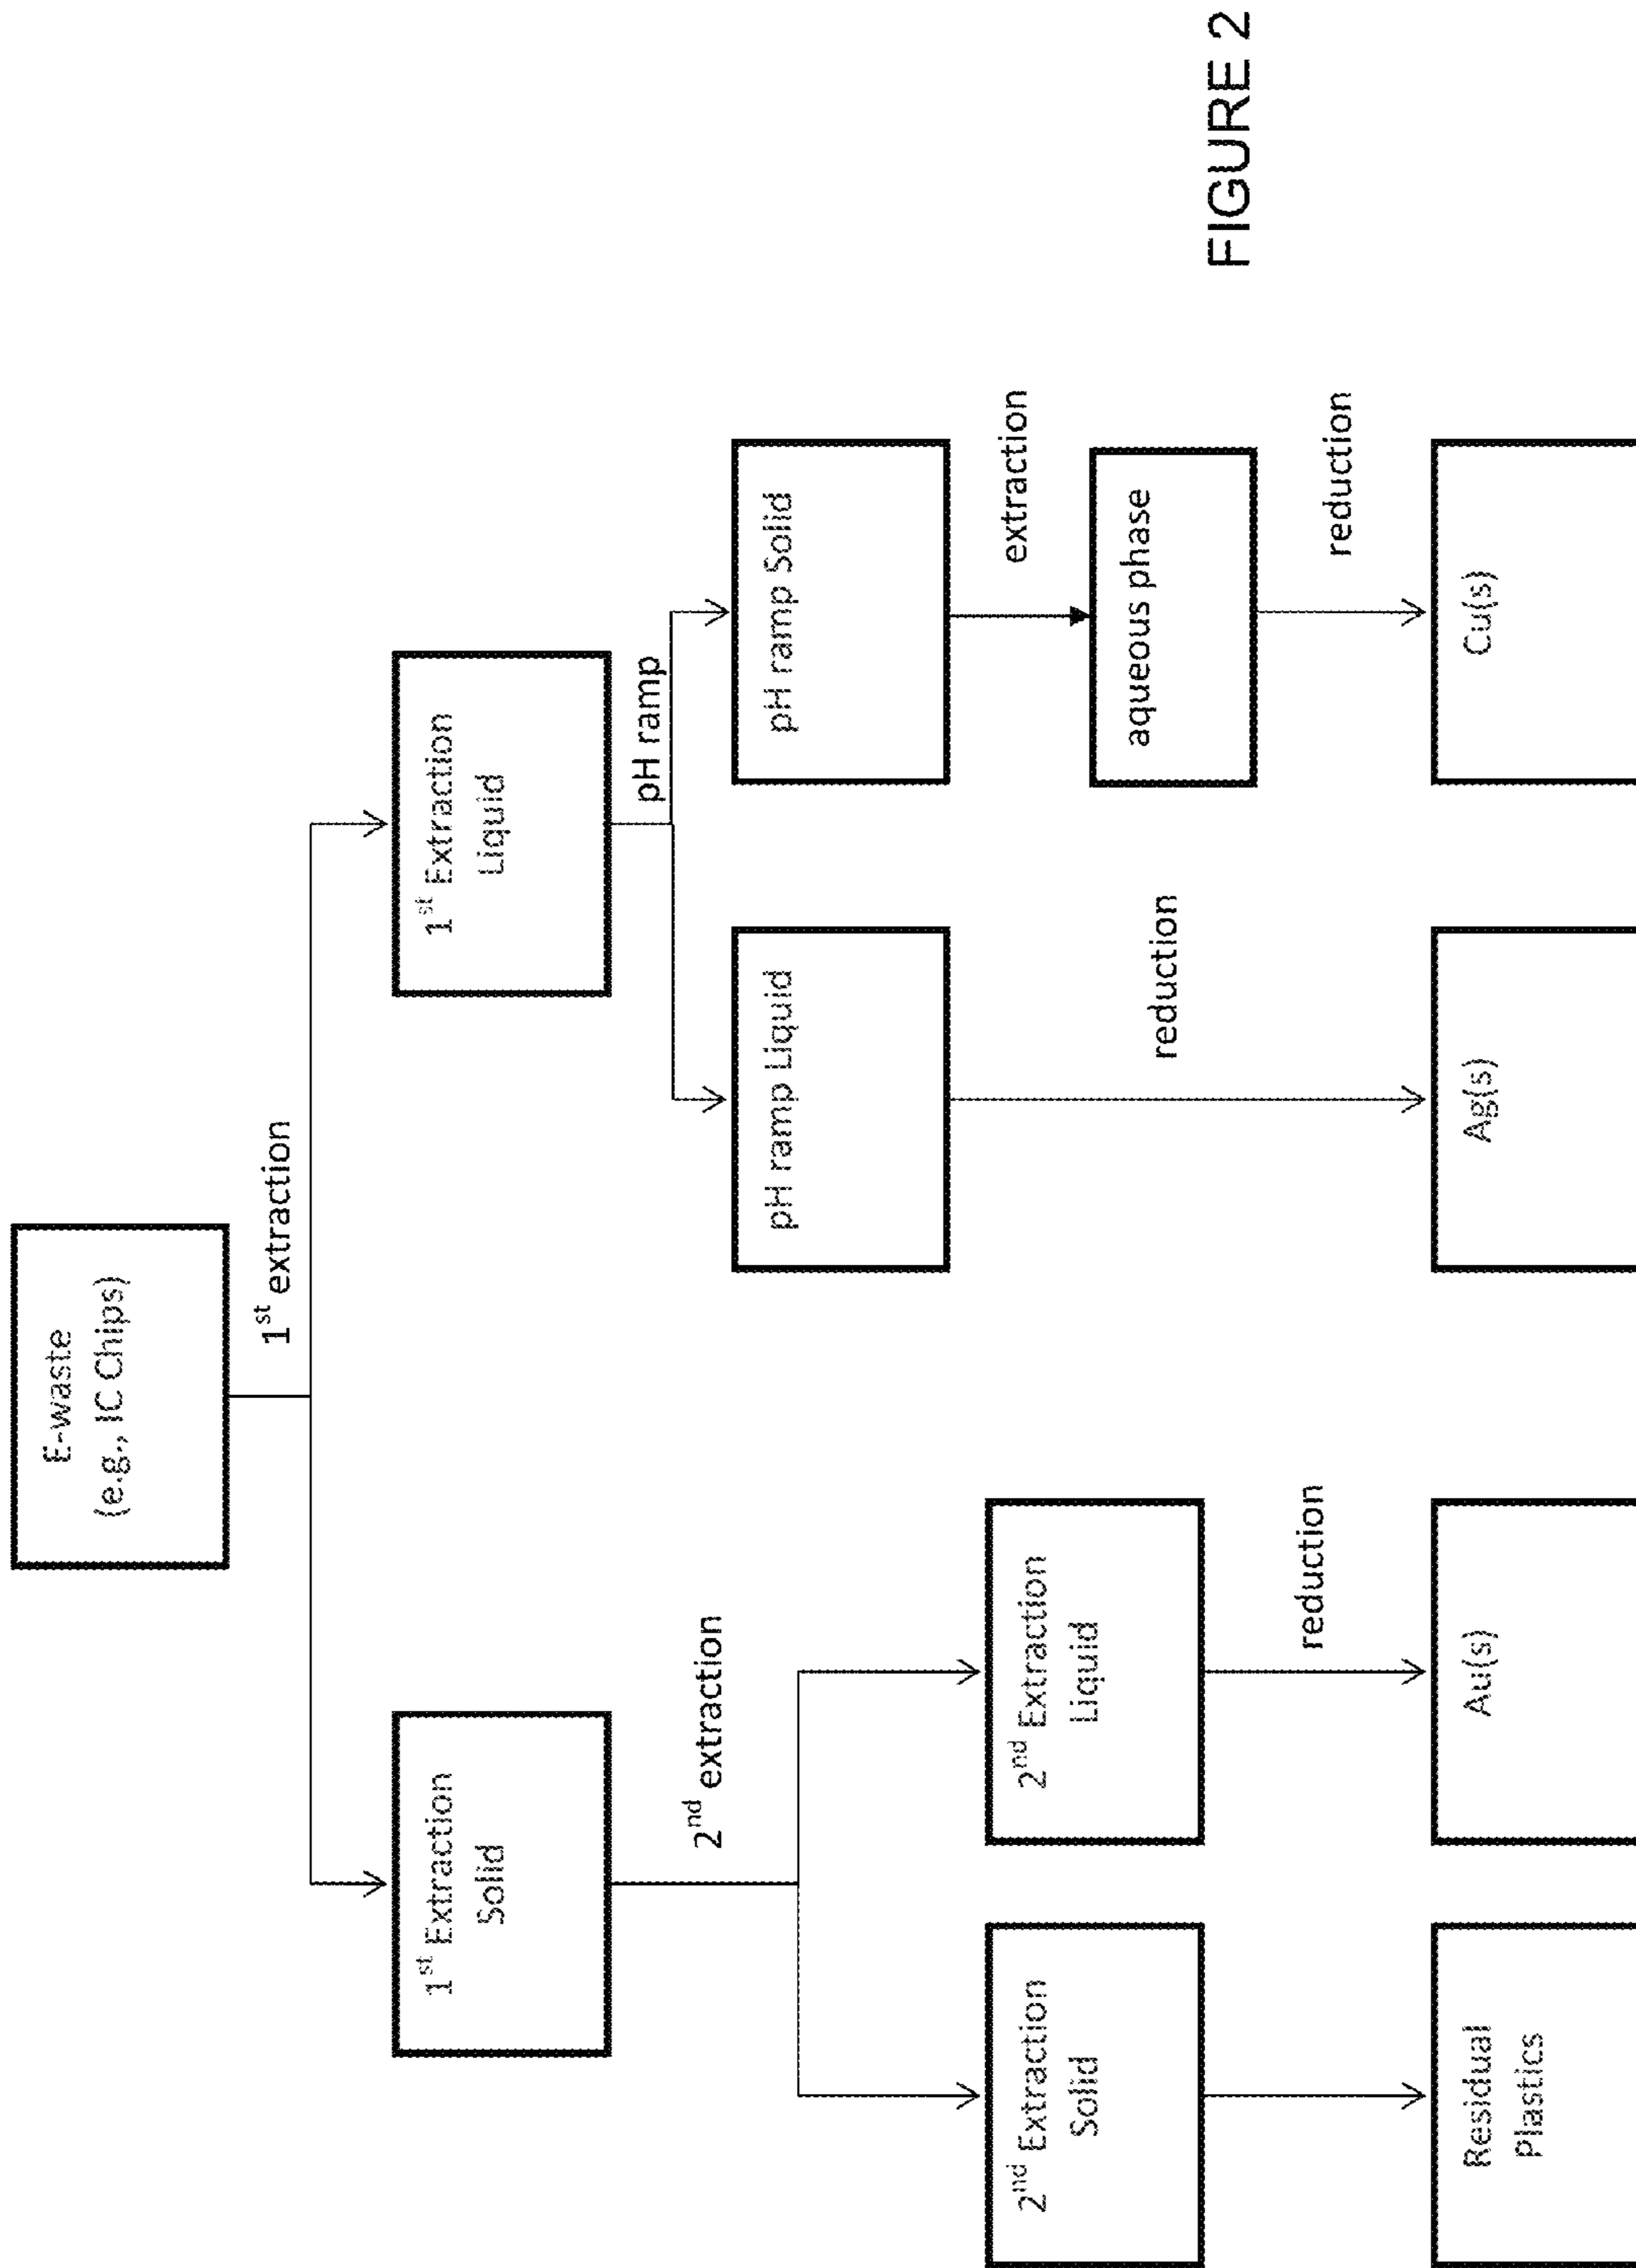 E-waste
(e.g., IC Chips)
1st extraction
1st Extraction
Solid
1st Extraction
Liquid
2nd extraction
pH ramp
pH ramp Liquid
pH ramp Solid
2nd Extraction
Solid
2nd Extraction
Liquid
extraction
aqueous phase
reduction
reduction
reduction
Residual
Plastics
Au(s)
Ag(s)
Cu(s)
FIGURE 2